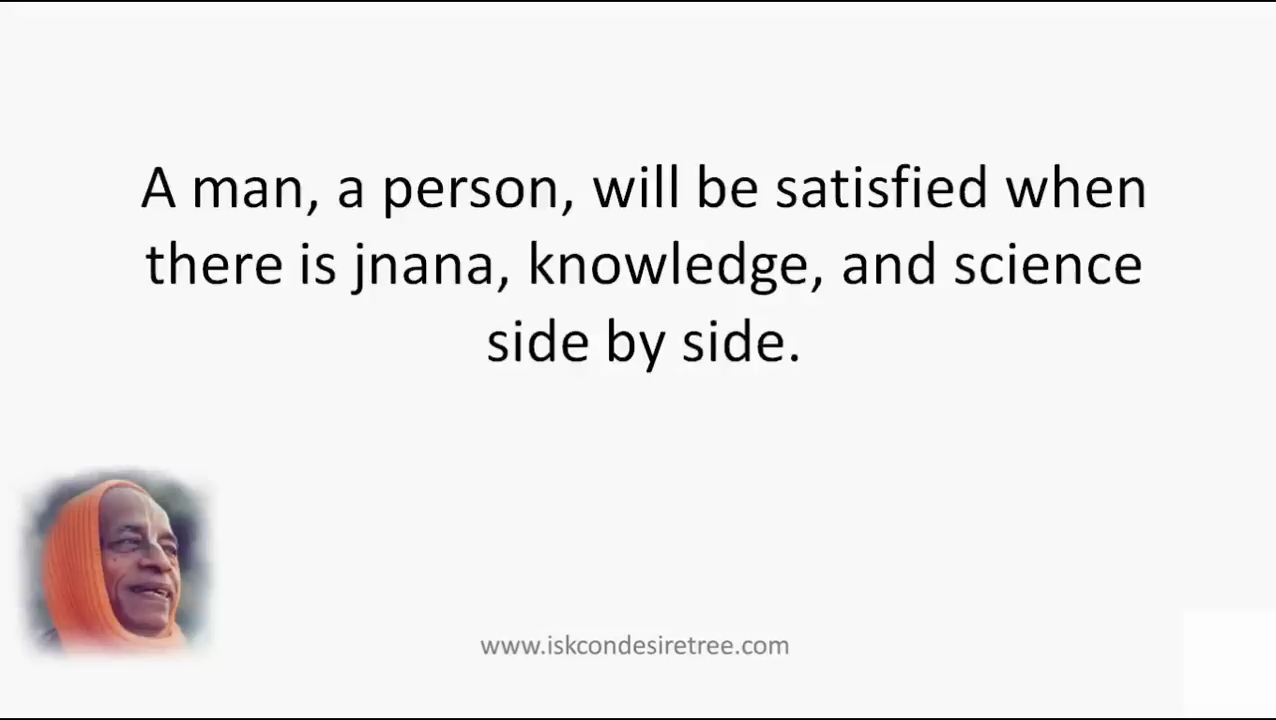 A man, a person, will be satisfied when
there is jnana, knowledge, and science
side by side.
www.iskcondesiretree.com